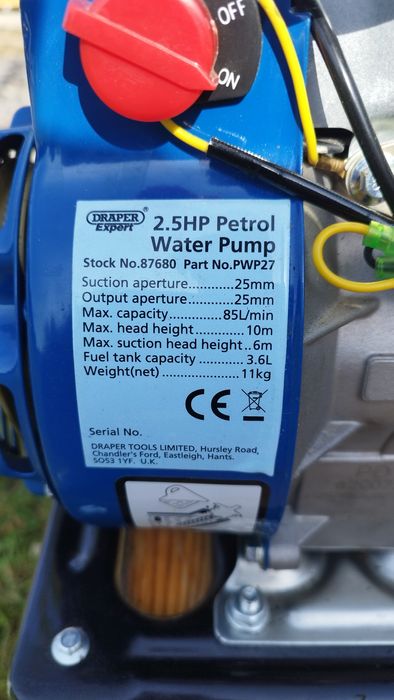 OFF
ON
DRAPER
Expert
2.5HP Petrol
Water Pump
Stock No.87680 Part No.PWP27
Suction aperture............25mm
Output aperture............25mm
Max. capacity..............85L/min
Max. head height............10m
Max. suction head height..6m
Fuel tank capacity...........3.6L
Weight(net)...................11kg
CE
Serial No.
DRAPER TOOLS LIMITED, Hursley Road,
Chandler's Ford, Eastleigh, Hants.
SO53 1YF. U.K.